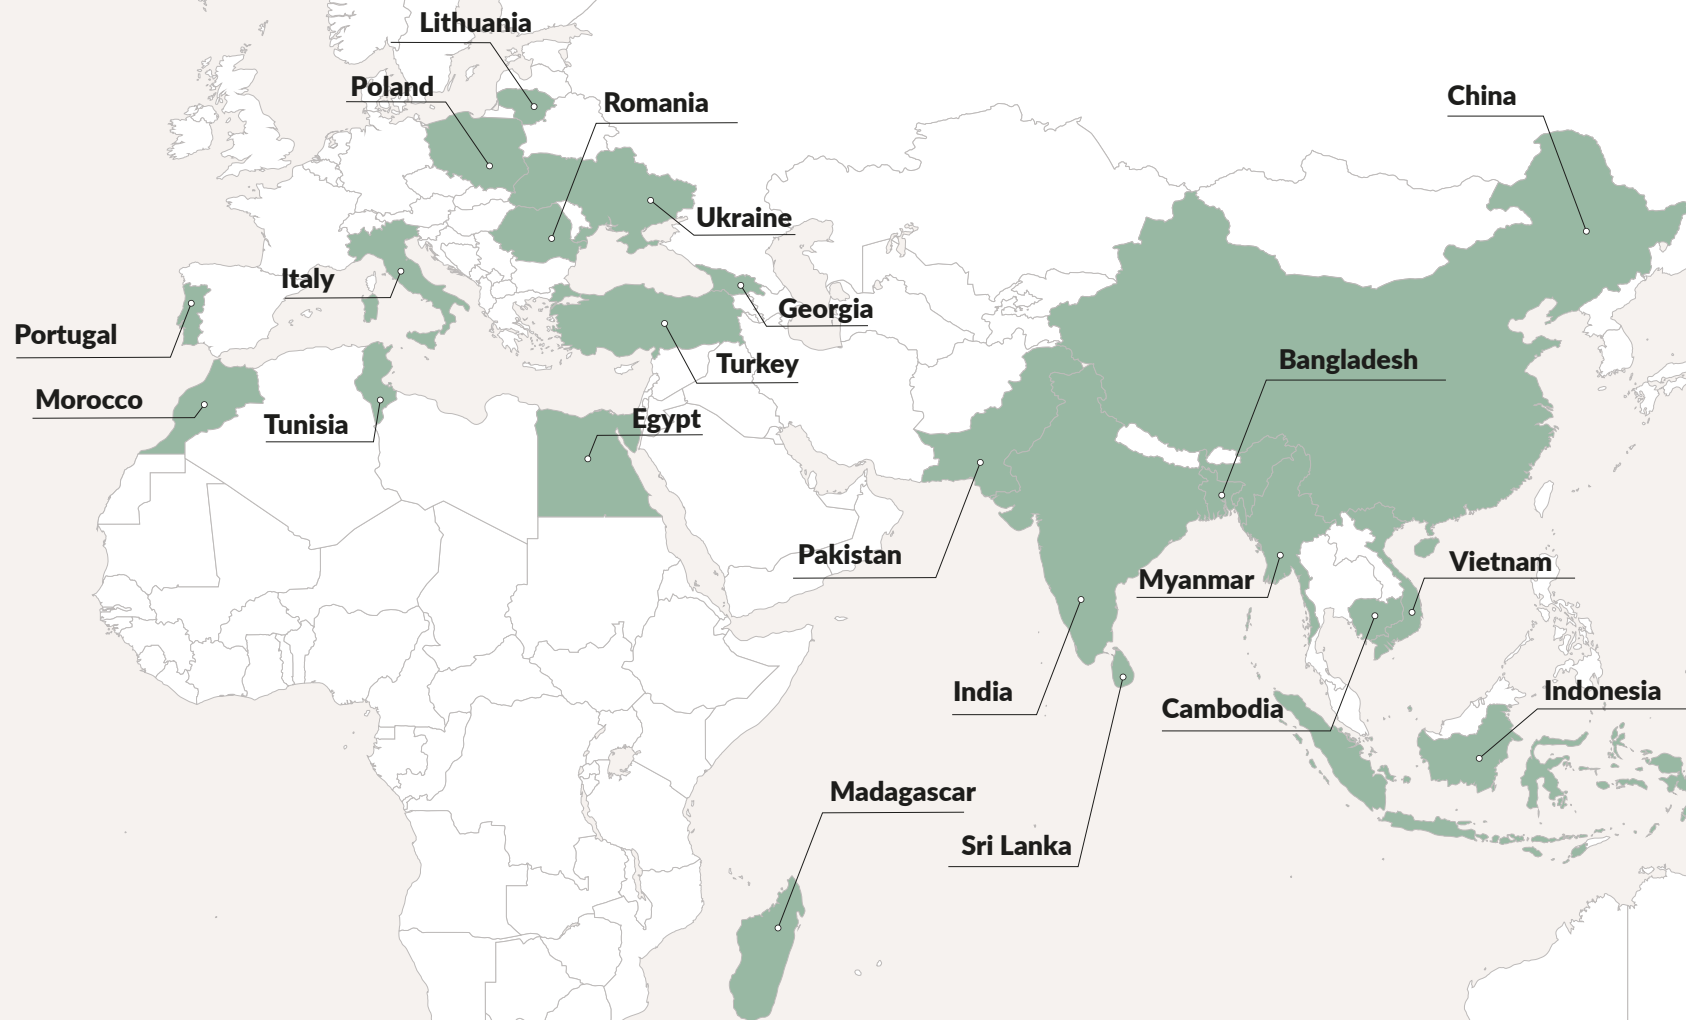 Lithuania
Poland
Romania
China
Ukraine
Italy
Georgia
Portugal
Turkey
Bangladesh
Morocco
Tunisia
Egypt
Pakistan
Vietnam
Myanmar
India
Indonesia
Cambodia
Madagascar
Sri Lanka